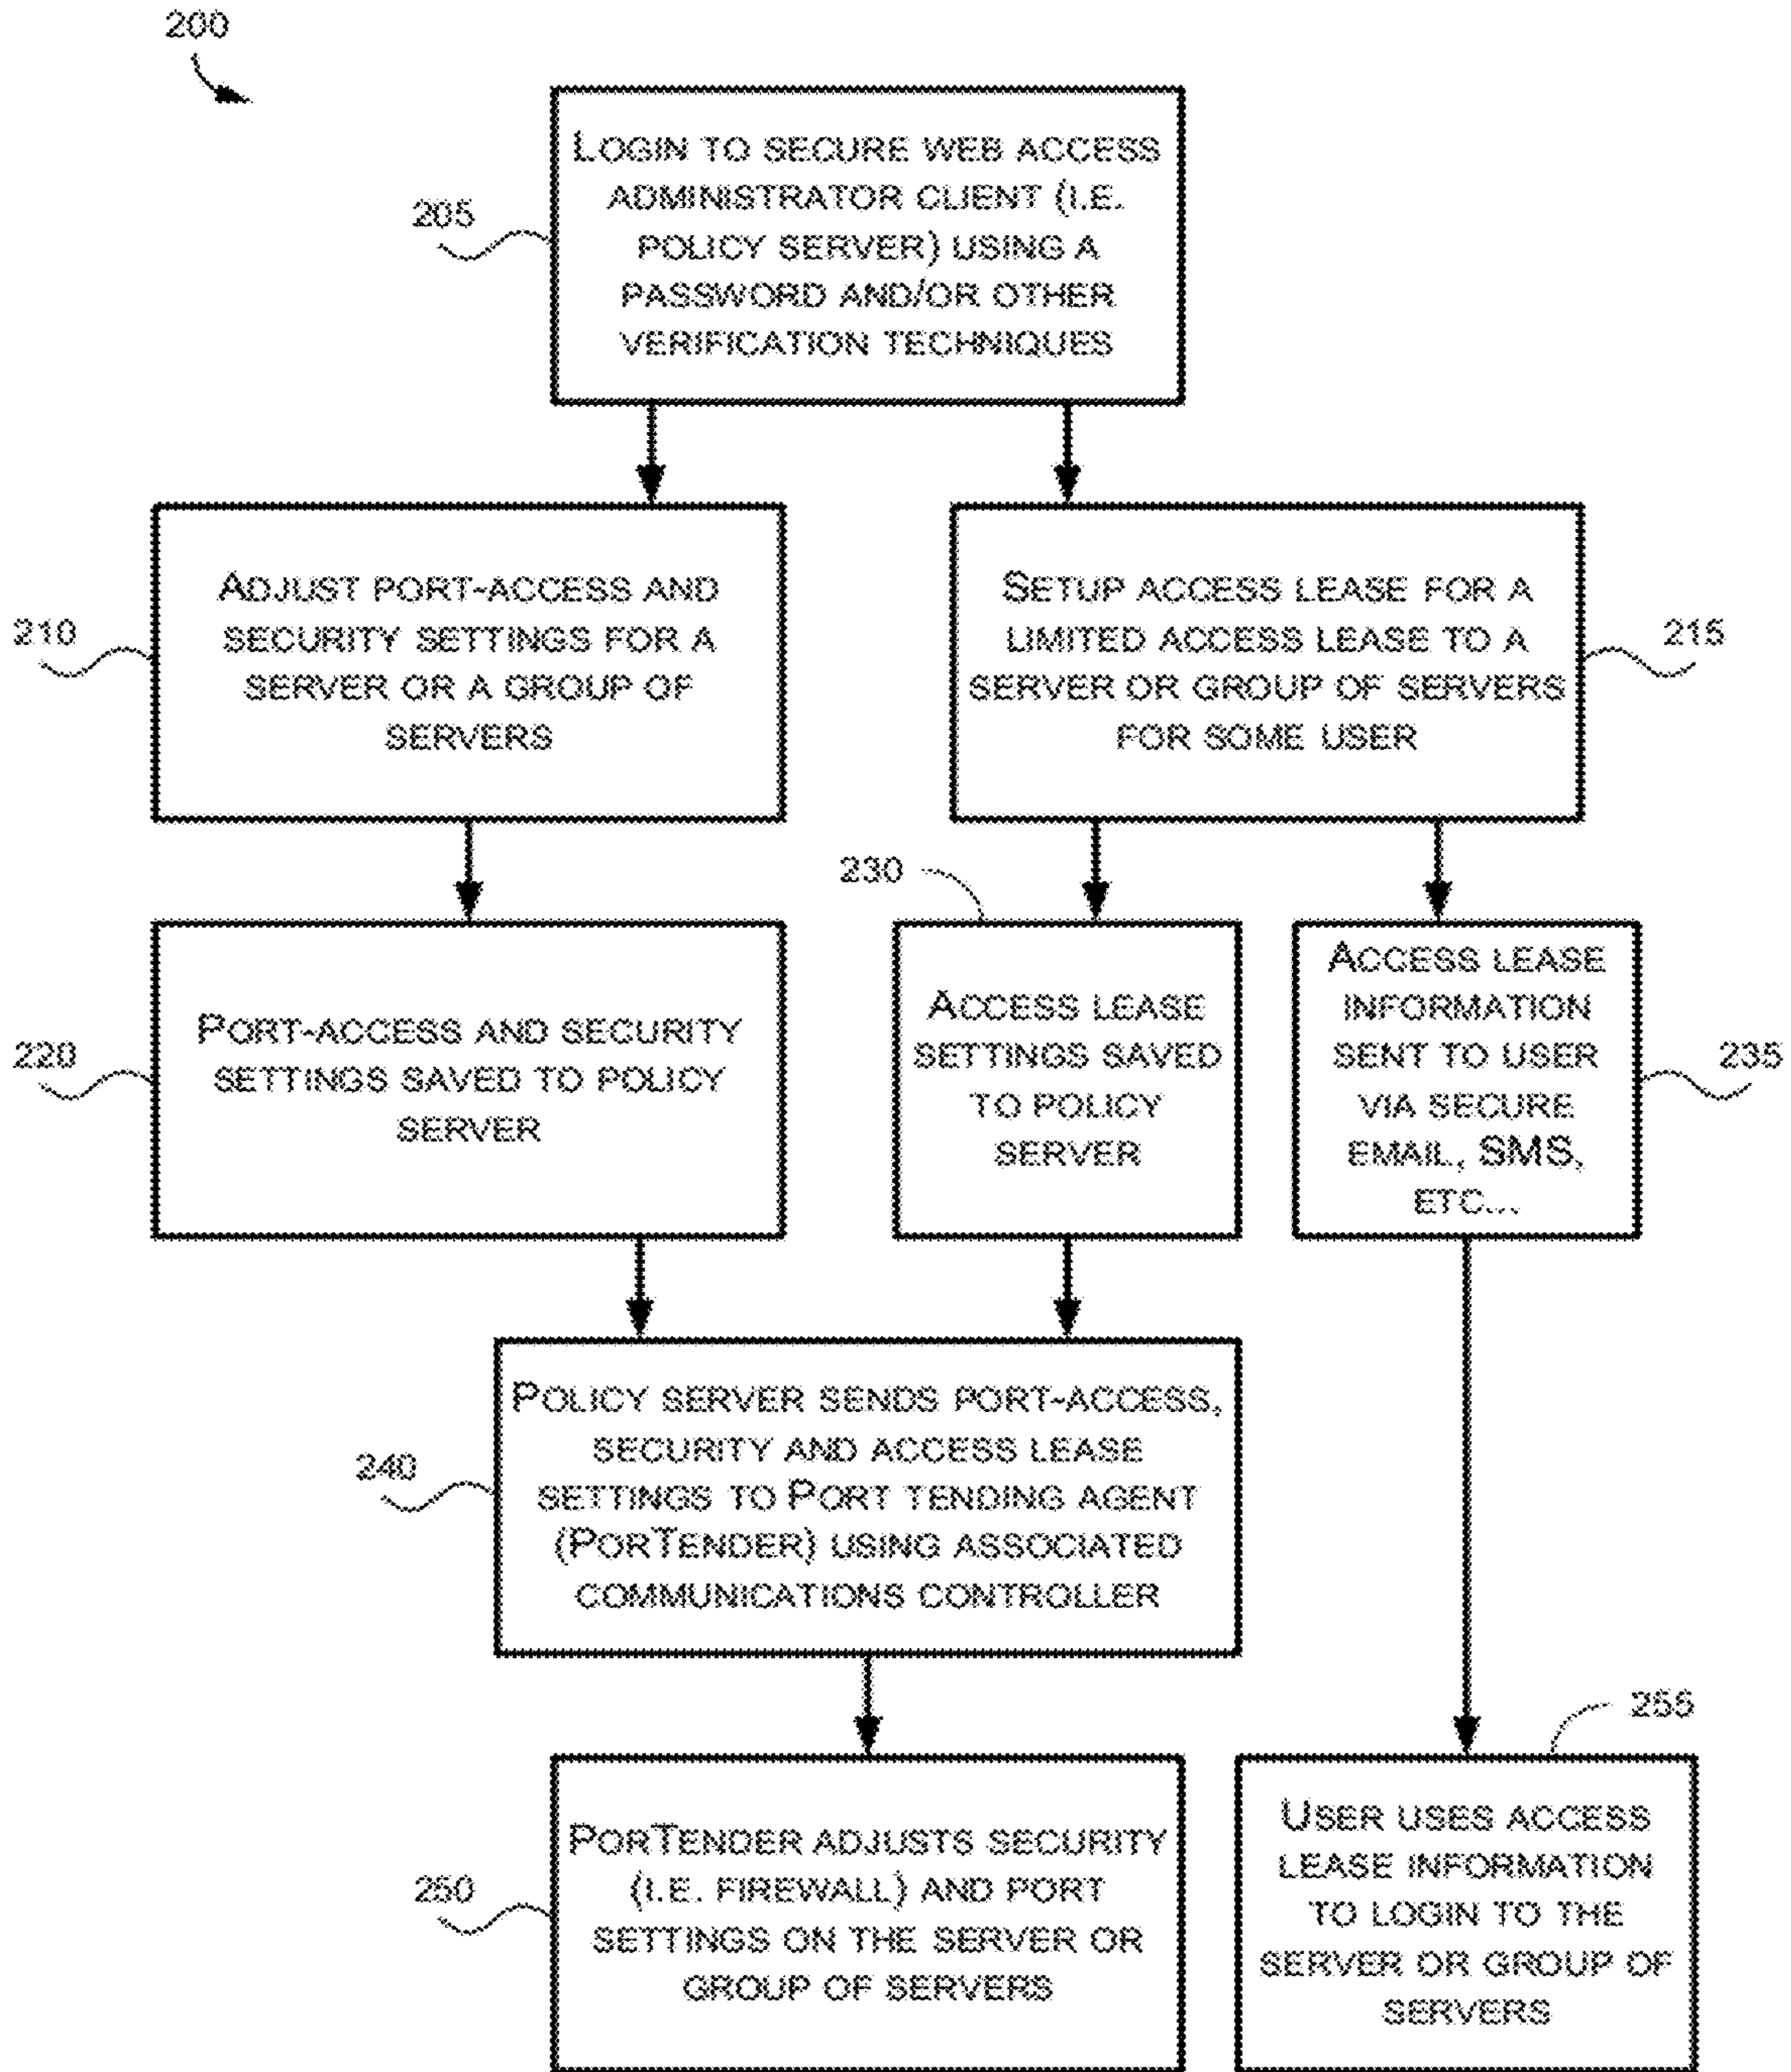 200
LOGIN TO SECURE WEB ACCESS
ADMINISTRATOR CLIENT (I.E.
POLICY SERVER) USING A
PASSWORD AND/OR OTHER
VERIFICATION TECHNIQUES
205
ADJUST PORT-ACCESS AND
SECURITY SETTINGS FOR A
SERVER OR A GROUP OF
SERVERS
210
SETUP ACCESS LEASE FOR A
LIMITED ACCESS LEASE TO A
SERVER OR GROUP OF SERVERS
FOR SOME USER
215
PORT-ACCESS AND SECURITY
SETTINGS SAVED TO POLICY
SERVER
220
230
ACCESS LEASE
SETTINGS SAVED
TO POLICY
SERVER
ACCESS LEASE
INFORMATION
SENT TO USER
VIA SECURE
EMAIL, SMS,
ETC...
235
POLICY SERVER SENDS PORT-ACCESS,
SECURITY AND ACCESS LEASE
SETTINGS TO PORT TENDING AGENT
(PORTENDER) USING ASSOCIATED
COMMUNICATIONS CONTROLLER
240
PORTENDER ADJUSTS SECURITY
(I.E. FIREWALL) AND PORT
SETTINGS ON THE SERVER OR
GROUP OF SERVERS
250
255
USER USES ACCESS
LEASE INFORMATION
TO LOGIN TO THE
SERVER OR GROUP OF
SERVERS